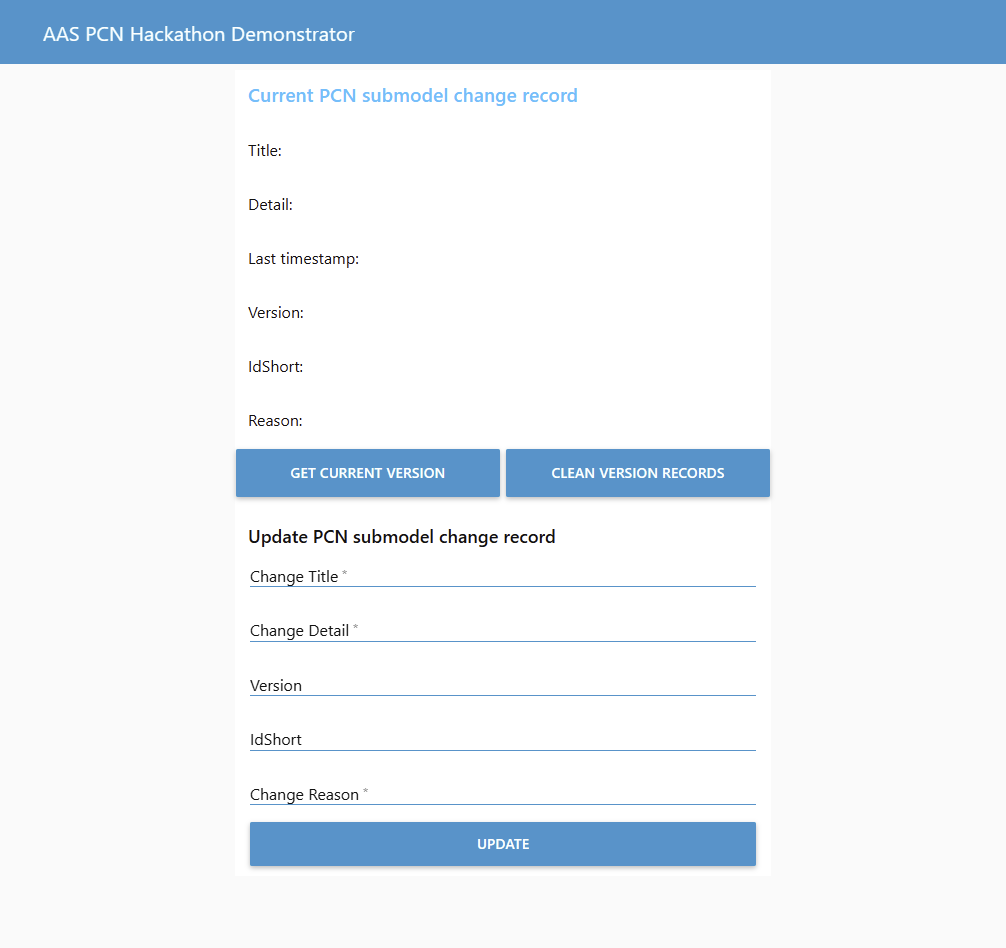 AAS PCN Hackathon Demonstrator
Current PCN submodel change record
Title:
Detail:
Last timestamp:
Version:
IdShort:
Reason:
GET CURRENT VERSION
CLEAN VERSION RECORDS
Update PCN submodel change record
Change Title *
Change Detail *
Version
IdShort
Change Reason *
UPDATE